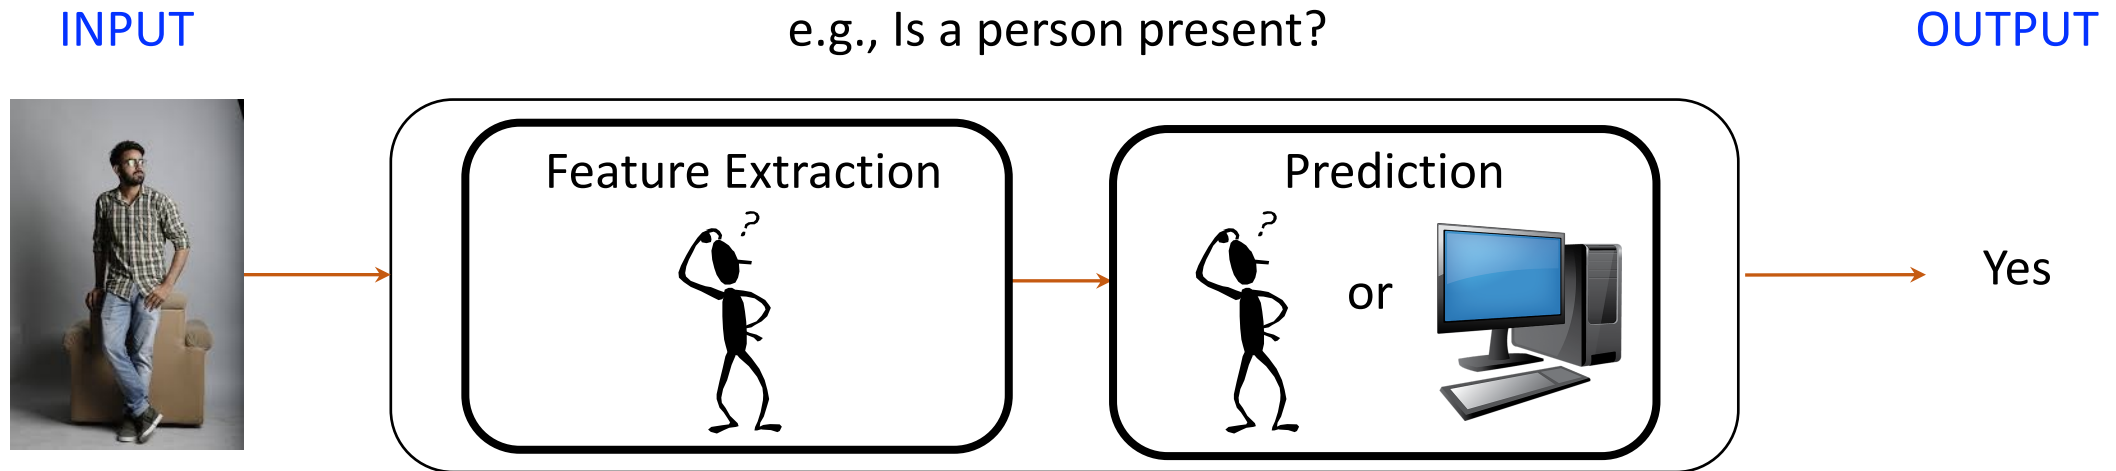 INPUT
e.g., Is a person present?
OUTPUT
Feature Extraction
?
Prediction
?
or
Yes